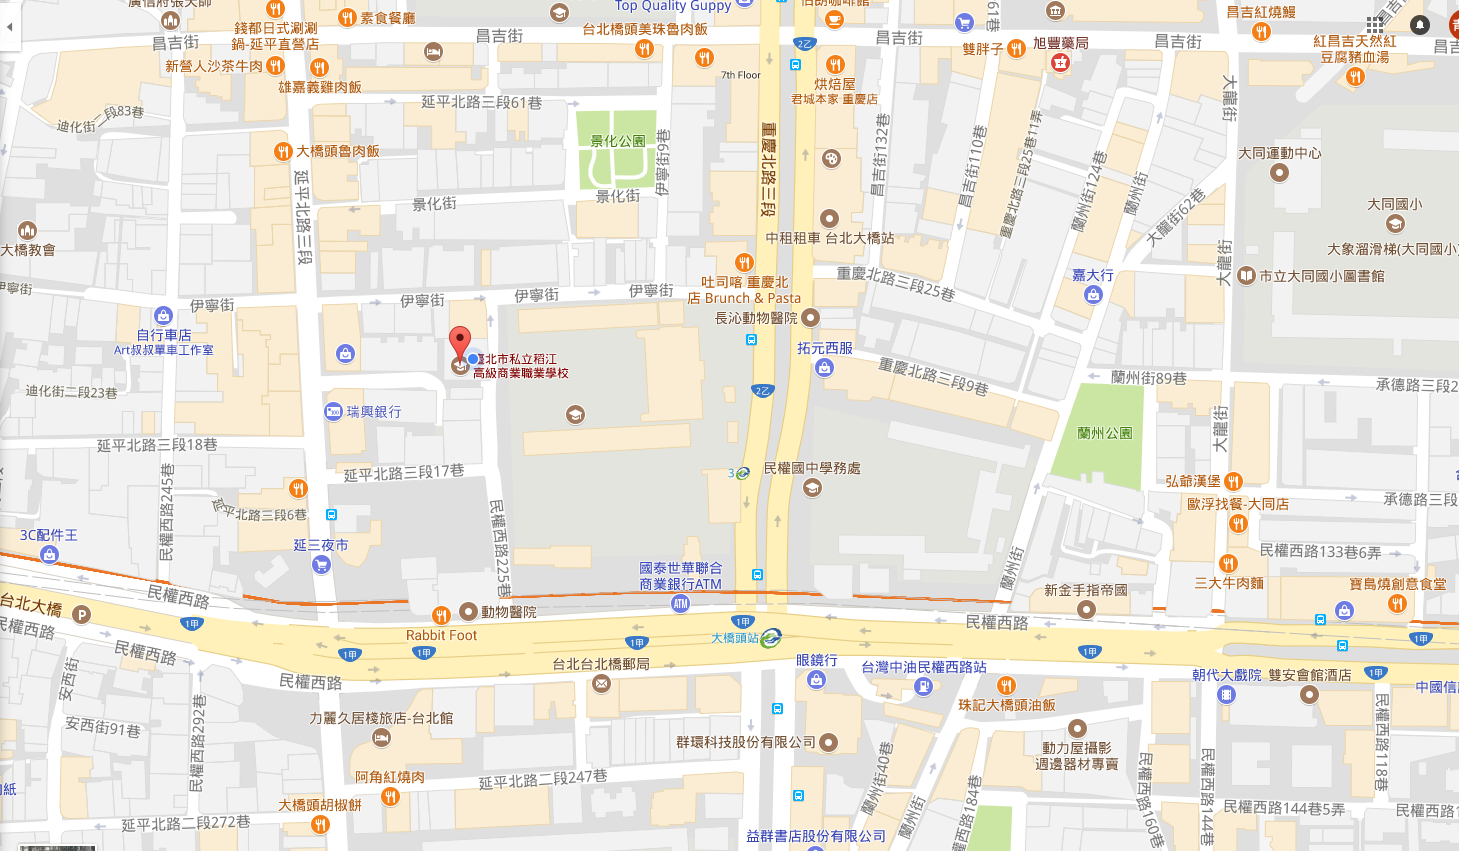 廣信府張天師
錢都日式涮涮
鍋-延平直營店
素食餐廳
Top Quality Guppy
怡朗咖啡館
昌吉紅燒鰻
昌吉街
昌吉街
台北橋頭美珠魯肉飯
昌吉街
雙胖子
旭豐藥局
昌吉街
紅昌吉天然紅
豆腐豬血湯
新營人沙茶牛肉
雄嘉義雞肉飯
2乙
7th Floor
烘焙屋
君城本家 重慶店
延平北路三段61巷
大龍街
迪化街二段83巷
大橋頭魯肉飯
景化公園
伊寧街9巷
重慶北路三段
昌吉街132巷
昌吉街110巷
重慶北路三段25巷11弄
蘭州街124巷
蘭州街
大同運動中心
延平北路三段
景化街
景化街
大龍街62巷
大同國小
大橋教會
中租租車 台北大橋站
大象溜滑梯(大同國小)
大龍街
市立大同國小圖書館
吐司喀 重慶北
店 Brunch & Pasta
重慶北路三段25巷
嘉大行
伊寧街
伊寧街
伊寧街
伊寧街
長沁動物醫院
自行車店
Art叔叔單車工作室
臺北市私立稻江
高級商業職業學校
拓元西服
重慶北路三段9巷
蘭州街89巷
承德路三段2
迪化街二段23巷
瑞興銀行
2乙
大龍街
蘭州公園
延平北路三段18巷
延平北路三段17巷
3
民權國中學務處
弘爺漢堡
民權西路245巷
延平北路三段6巷
民權西路225巷
歐浮找餐-大同店
承德路三段
3C配件王
延三夜市
國泰世華聯合
商業銀行ATM
ATM
蘭州街
民權西路133巷6弄
三大牛肉麵
寶島燒創意食堂
新金手指帝國
台北大橋
P
民權西路
動物醫院
Rabbit Foot
1甲
1甲
民權西路
民權西路
大橋頭站
1甲
1甲
1甲
1甲
1甲
1甲
民權西路
民權西路
台北台北橋郵局
眼鏡行
台灣中油民權西路站
朝代大戲院
雙安會館酒店
安西街
珠記大橋頭油飯
安西街91巷
民權西路292巷
力麗久居棧旅店-台北館
群環科技股份有限公司
動力屋攝影
週邊器材專賣
民權西路118巷
阿角紅燒肉
延平北路二段247巷
蘭州街40巷
蘭州街
民權西路184巷
民權西路160巷
民權西路144巷
大橋頭胡椒餅
民權西路144巷5弄
民權西路1
延平北路二段272巷
益群書店股份有限公司